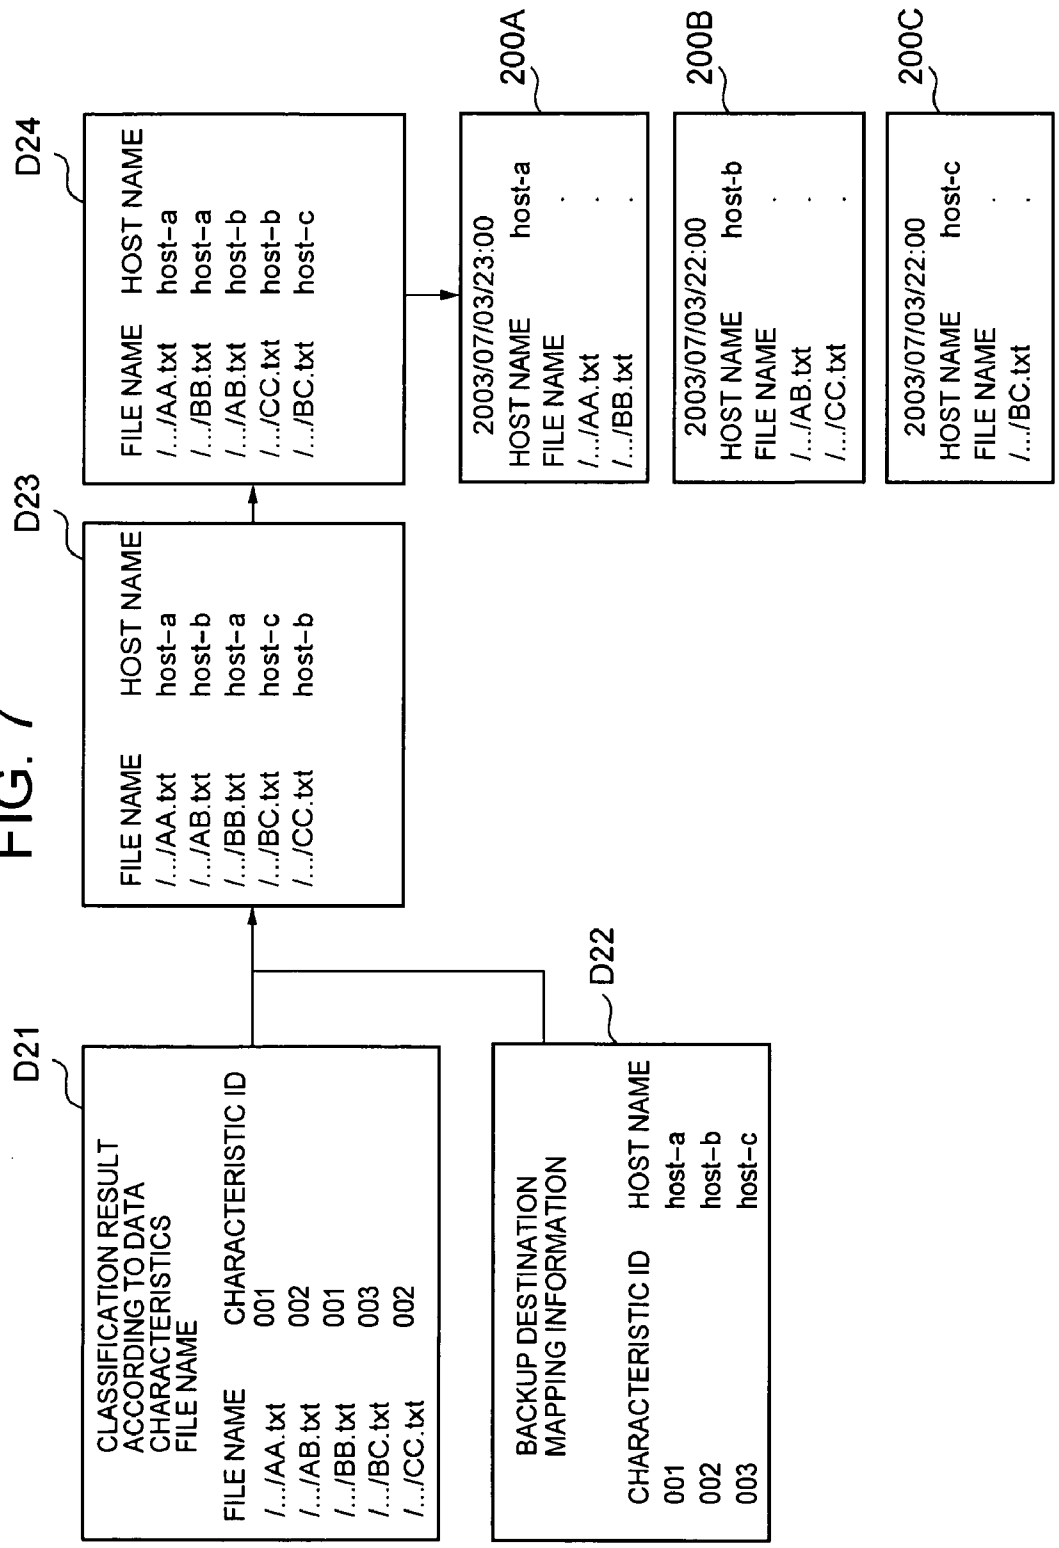 FIG. 7
D21
CLASSIFICATION RESULT
ACCORDING TO DATA
CHARACTERISTICS
FILE NAME
FILE NAME CHARACTERISTIC ID
/.../AA.txt 001
/.../AB.txt 002
/.../BB.txt 001
/.../BC.txt 003
/.../CC.txt 002
D22
BACKUP DESTINATION
MAPPING INFORMATION
CHARACTERISTIC ID HOST NAME
001 host-a
002 host-b
003 host-c
D23
FILE NAME HOST NAME
/.../AA.txt host-a
/.../AB.txt host-b
/.../BB.txt host-a
/.../BC.txt host-c
/.../CC.txt host-b
D24
FILE NAME HOST NAME
/.../AA.txt host-a
/.../BB.txt host-a
/.../AB.txt host-b
/.../CC.txt host-b
/.../BC.txt host-c
200A
2003/07/03/23:00
HOST NAME host-a
FILE NAME .
/.../AA.txt .
/.../BB.txt .
200B
2003/07/03/22:00
HOST NAME host-b
FILE NAME .
/.../AB.txt .
/.../CC.txt .
200C
2003/07/03/22:00
HOST NAME host-c
FILE NAME .
/.../BC.txt .